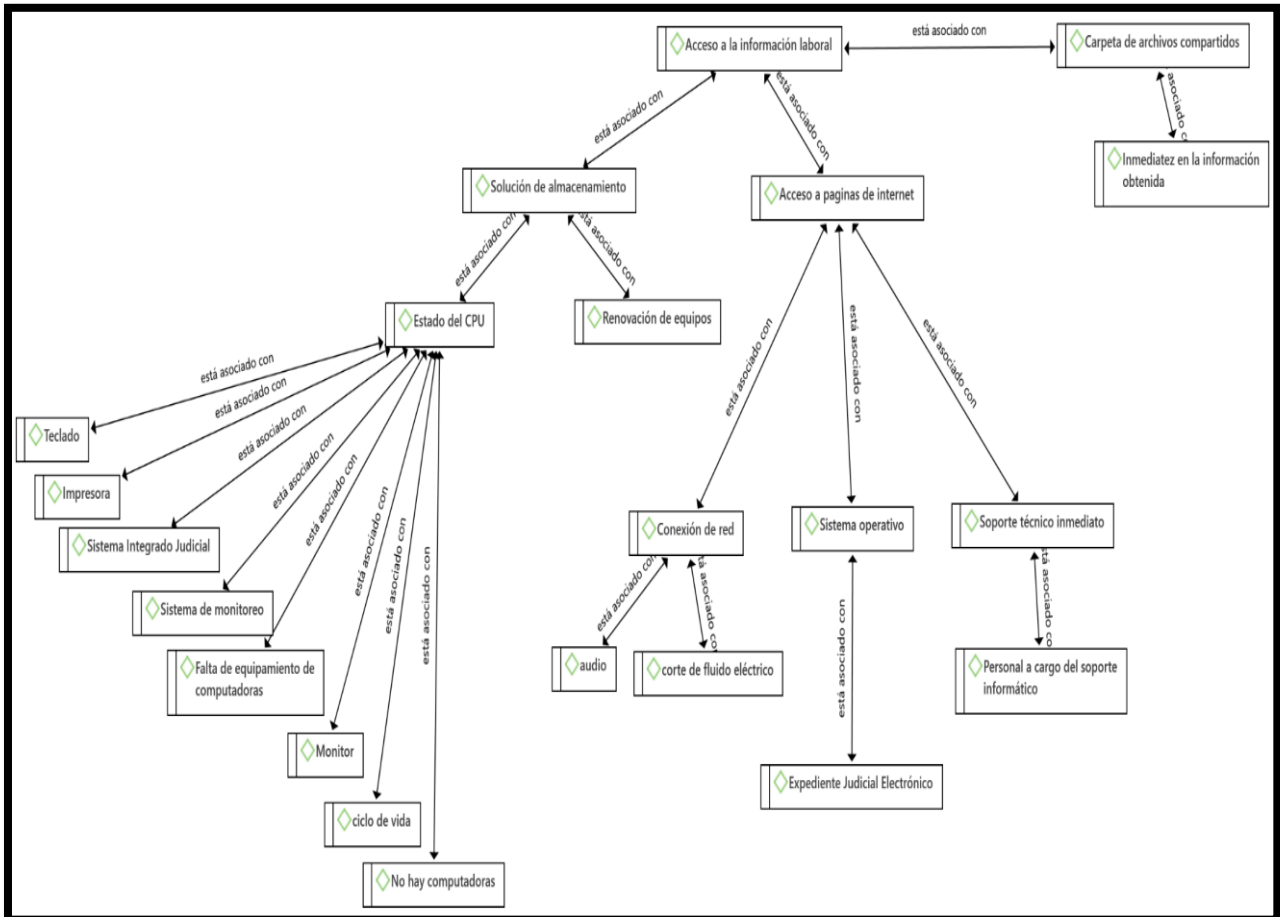 Acceso a la información laboral
está asociado con
Carpeta de archivos compartidos
está asociado con
está asociado con
asociado c
Inmediatez en la información
obtenida
Solución de almacenamiento
Acceso a paginas de internet
está asociado con
está asociado con
Estado del CPU
Renovación de equipos
está asociado con
está asociado con
está asociado con
está asociado con
está asociado con
está asociado con
está asociado con
está asociado con
está asociado con
está asociado con
está asociado con
Teclado
Impresora
Sistema Integrado Judicial
Sistema de monitoreo
Falta de equipamiento de
computadoras
Monitor
ciclo de vida
No hay computadoras
Conexión de red
Sistema operativo
Soporte técnico inmediato
está asociado con
tá asociado co
está asociado con
stá asociado co
audio
corte de fluido eléctrico
Personal a cargo del soporte
informático
Expediente Judicial Electrónico